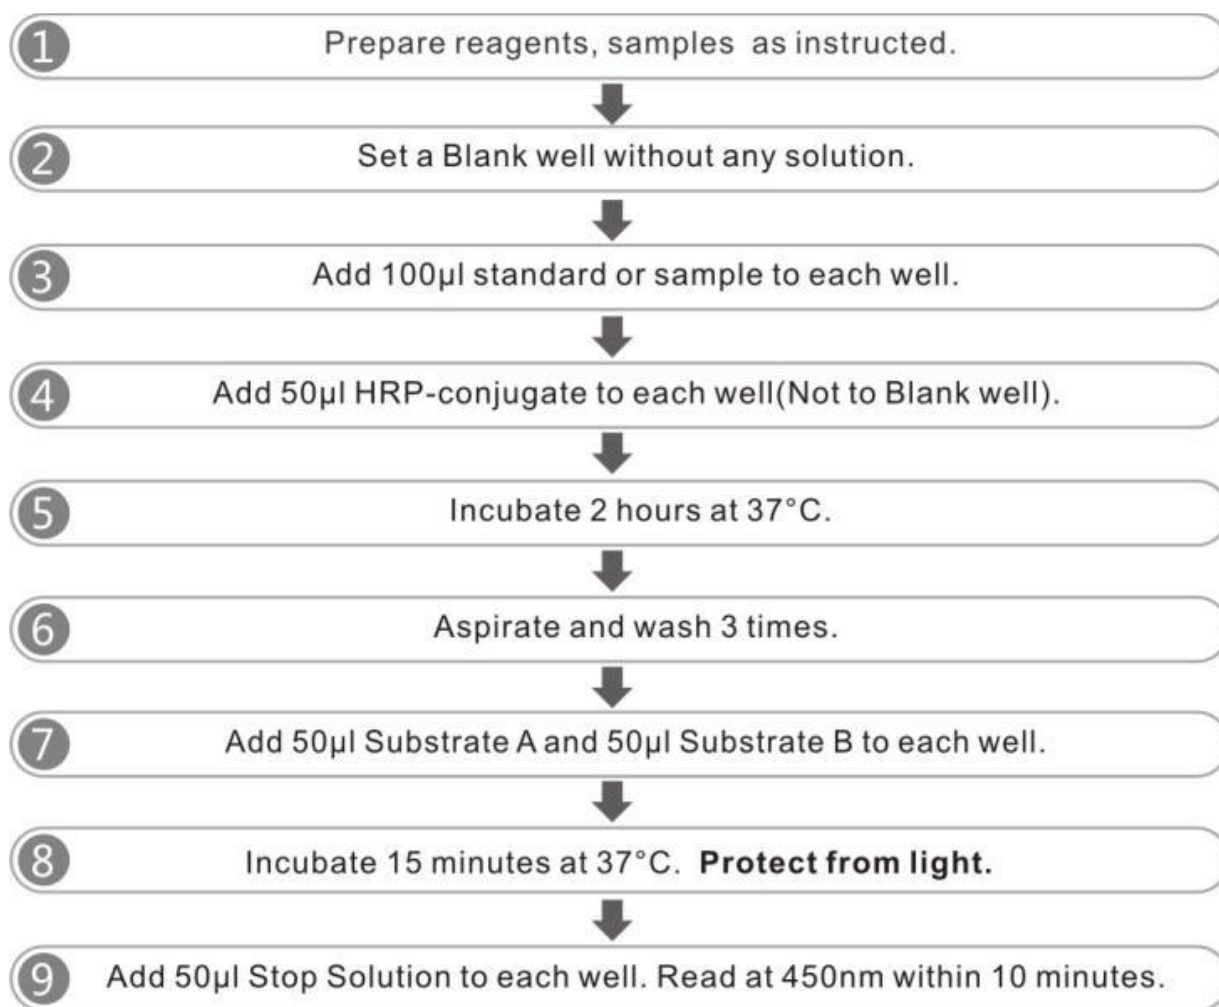 1 Prepare reagents, samples as instructed.
2 Set a Blank well without any solution.
3 Add 100µl standard or sample to each well.
4 Add 50µl HRP-conjugate to each well(Not to Blank well).
5 Incubate 2 hours at 37°C.
6 Aspirate and wash 3 times.
7 Add 50µl Substrate A and 50µl Substrate B to each well.
8 Incubate 15 minutes at 37°C. Protect from light.
9 Add 50µl Stop Solution to each well. Read at 450nm within 10 minutes.